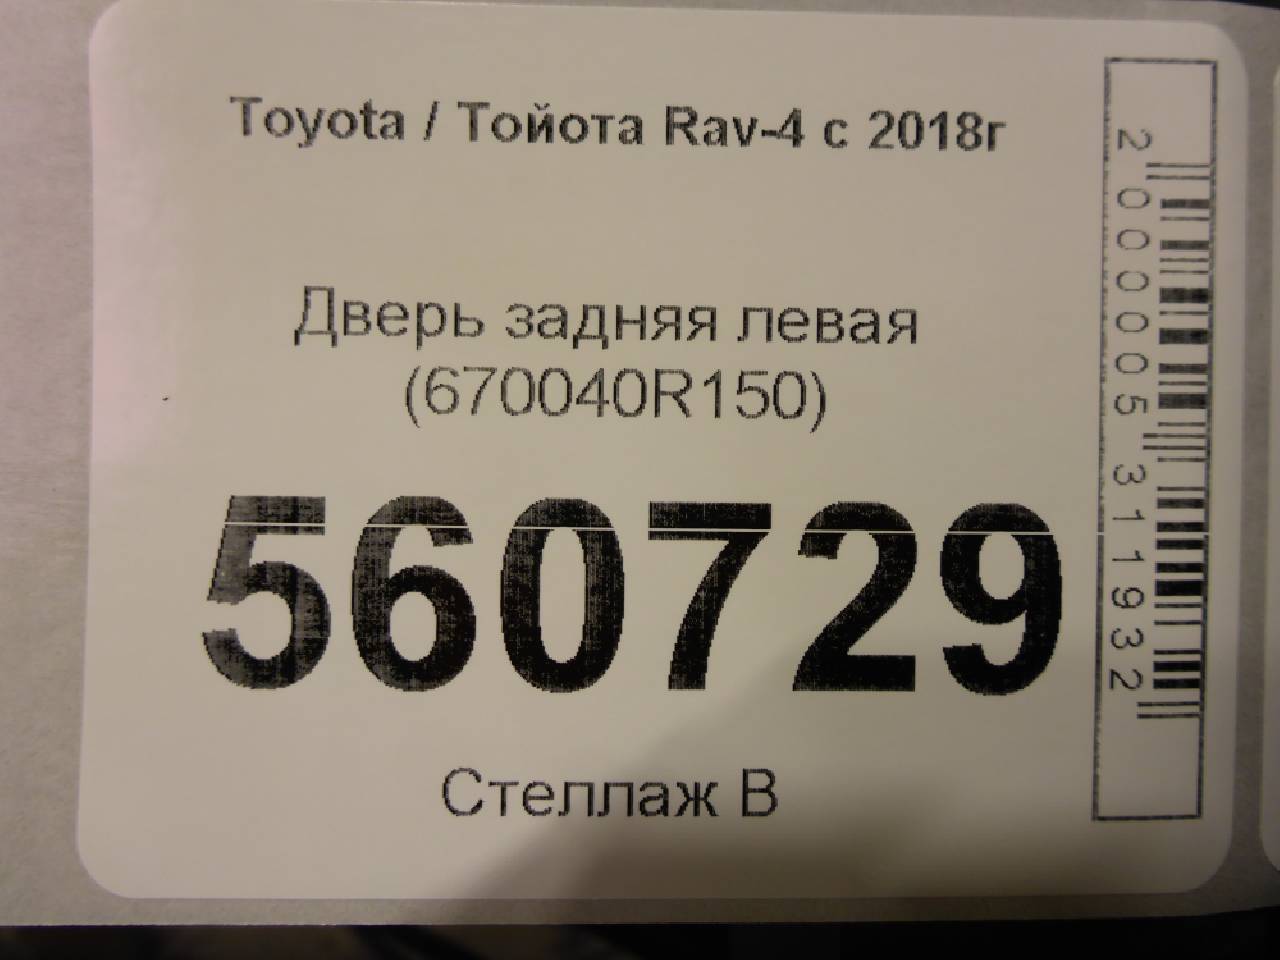 Toyota / Тойота Rav-4 с 2018г
Дверь задняя левая
(670040R150)
560729
Стеллаж В
2000005311932